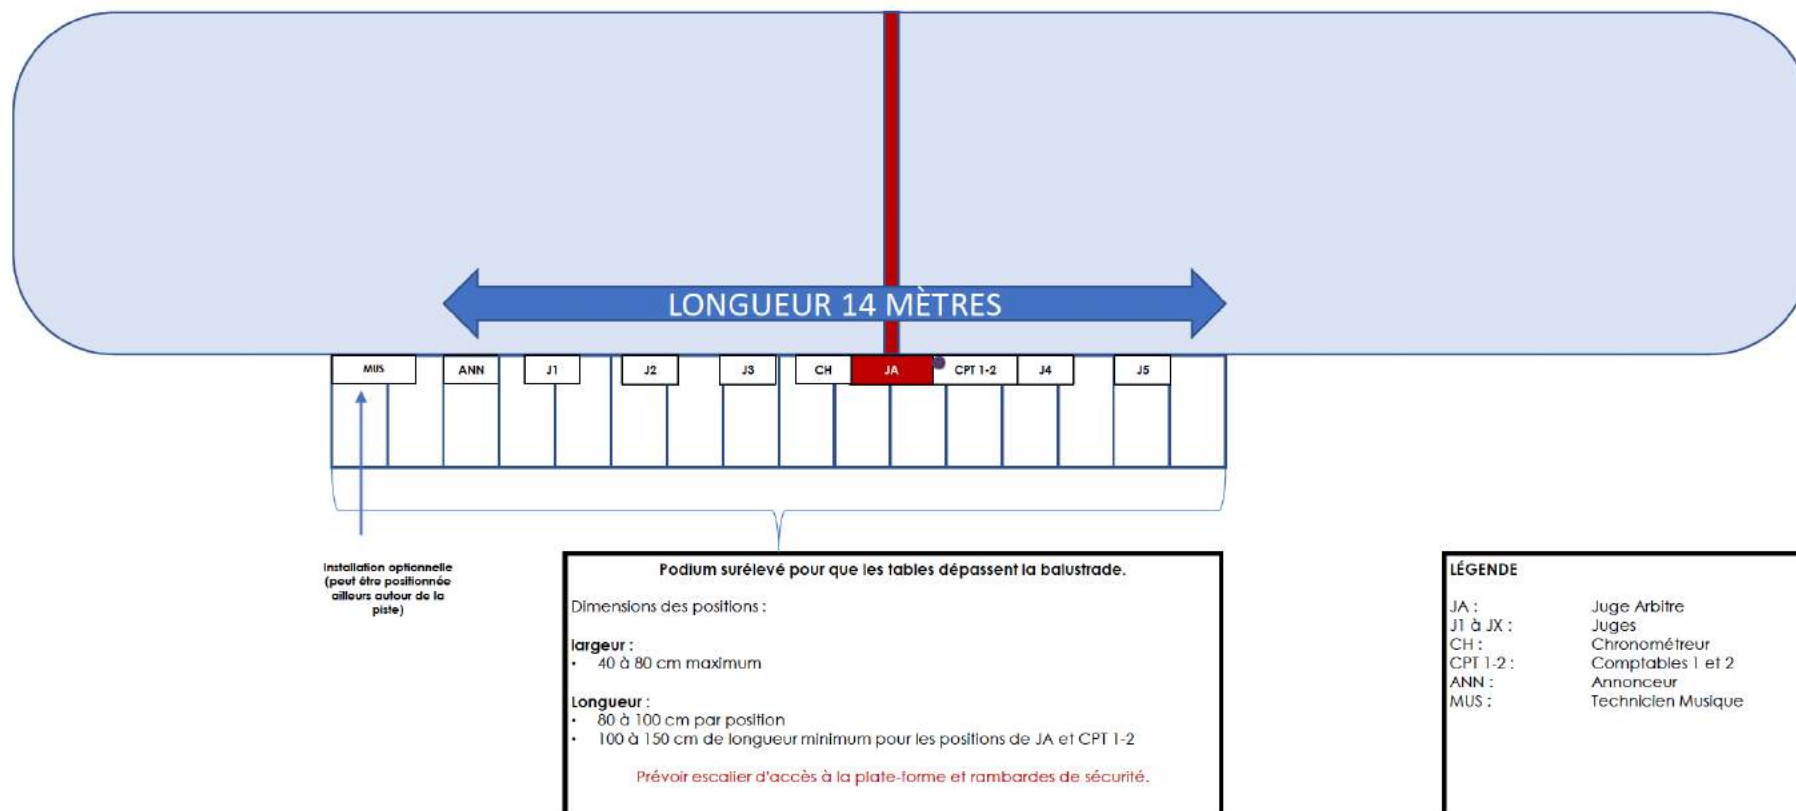 LONGUEUR 14 MÈTRES
MUS
ANN
J1
J2
J3
CH
JA
CPT 1-2
J4
J5
Installation optionnelle
(peut être positionnée
ailleurs autour de la
piste)
Podium surélevé pour que les tables dépassent la balustrade.
Dimensions des positions :
largeur :
• 40 à 80 cm maximum
Longueur :
• 80 à 100 cm par position
• 100 à 150 cm de longueur minimum pour les positions de JA et CPT 1-2
Prévoir escalier d'accès à la plate-forme et rambardes de sécurité.
LÉGENDE
JA : Juge Arbitre
J1 à JX : Juges
CH : Chronométreur
CPT 1-2 : Comptables 1 et 2
ANN : Annonceur
MUS : Technicien Musique